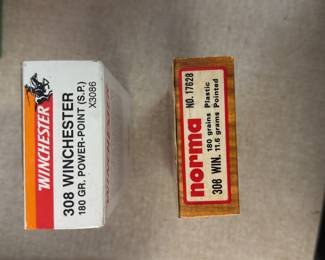 WINCHESTER
308 WINCHESTER
180 GR. POWER-POINT (S.P.)
X3086
norma NO. 17628
180 grains Plastic
308 WIN. 11.6 grams Pointed